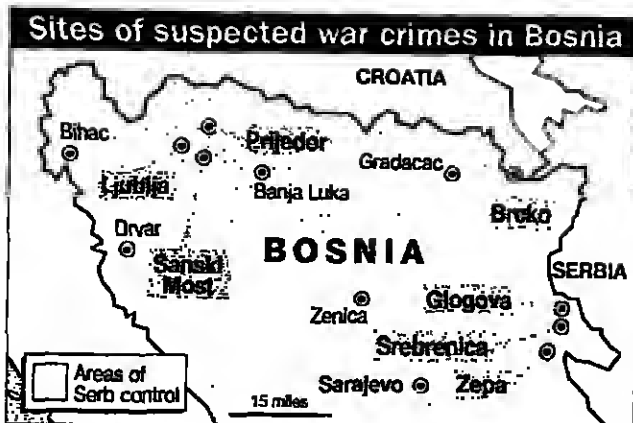 Sites of suspected war crimes in Bosnia
CROATIA
Bihac
Prijedor
Gradacac
Ljubija
Banja Luka
Brcko
Drvar
BOSNIA
Sanski
Most
SERBIA
Zenica
Glogova
Srebrenica
Areas of
Serb control
15 miles
Sarajevo
Zepa